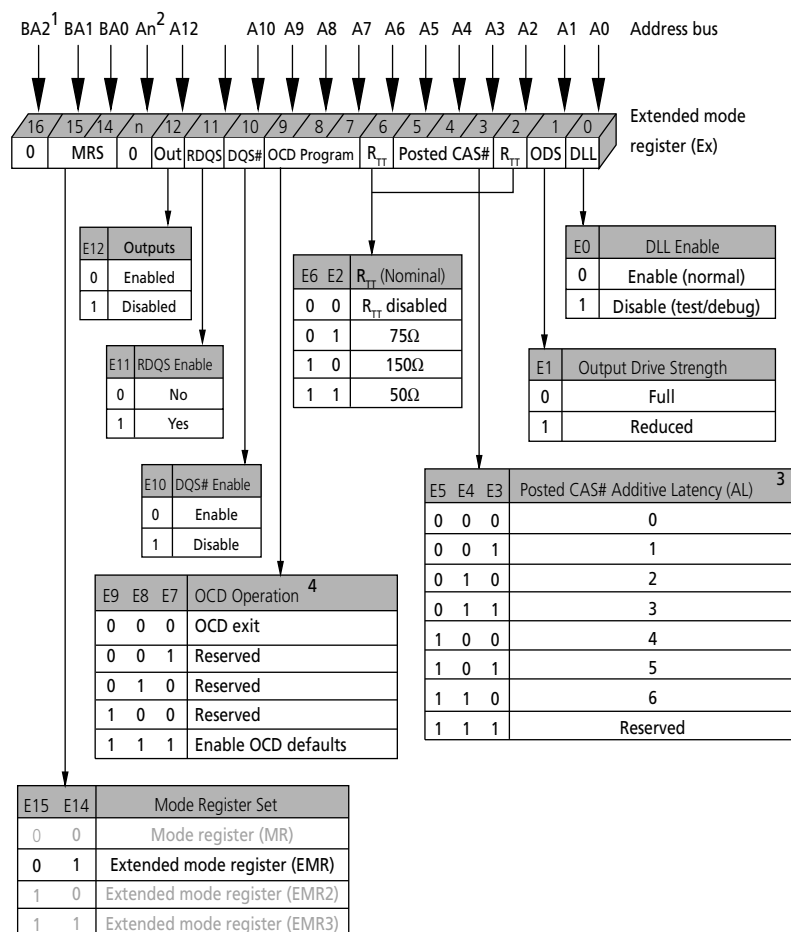 BA2¹ BA1 BA0 An² A12 A10 A9 A8 A7 A6 A5 A4 A3 A2 A1 A0 Address bus
16 15 14 n 12 11 10 9 8 7 6 5 4 3 2 1 0 Extended mode
register (Ex)
0 MRS 0 Out RDQS DQS# OCD Program R_TT Posted CAS# R_TT ODS DLL
E12 Outputs
0 Enabled
1 Disabled
E0 DLL Enable
0 Enable (normal)
1 Disable (test/debug)
E6 E2 R_TT (Nominal)
0 0 R_TT disabled
0 1 75Ω
1 0 150Ω
1 1 50Ω
E11 RDQS Enable
0 No
1 Yes
E1 Output Drive Strength
0 Full
1 Reduced
E10 DQS# Enable
0 Enable
1 Disable
E5 E4 E3 Posted CAS# Additive Latency (AL) 3
0 0 0 0
0 0 1 1
0 1 0 2
0 1 1 3
1 0 0 4
1 0 1 5
1 1 0 6
1 1 1 Reserved
E9 E8 E7 OCD Operation 4
0 0 0 OCD exit
0 0 1 Reserved
0 1 0 Reserved
1 0 0 Reserved
1 1 1 Enable OCD defaults
E15 E14 Mode Register Set
0 0 Mode register (MR)
0 1 Extended mode register (EMR)
1 0 Extended mode register (EMR2)
1 1 Extended mode register (EMR3)